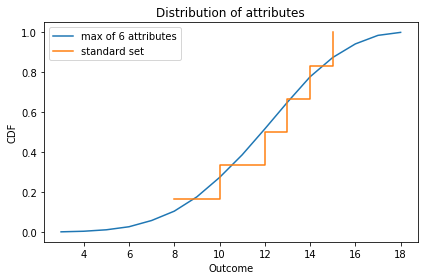 Distribution of attributes
max of 6 attributes
standard set
1.0
0.8
0.6
0.4
0.2
0.0
CDF
4 6 8 10 12 14 16 18
Outcome